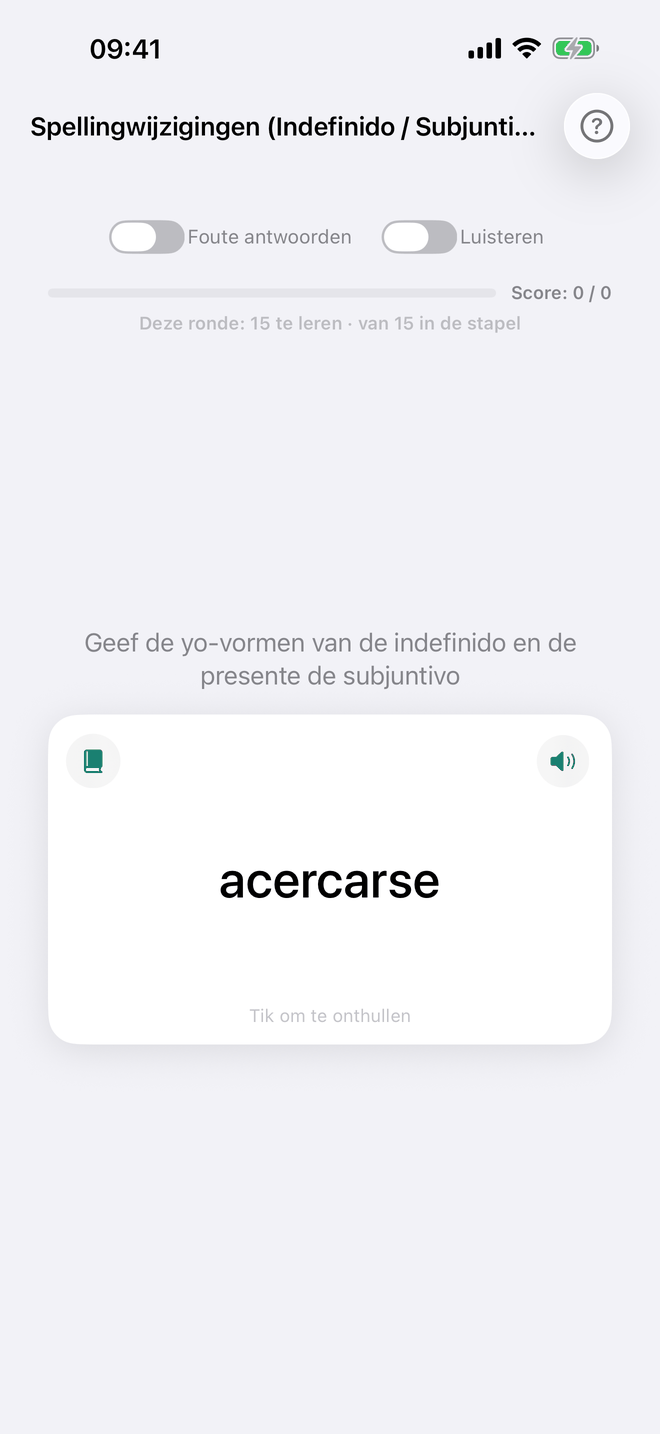 09:41
Spellingwijzigingen (Indefinido / Subjunti...
Foute antwoorden
Luisteren
Score: 0 / 0
Deze ronde: 15 te leren · van 15 in de stapel
Geef de yo-vormen van de indefinido en de
presente de subjuntivo
acercarse
Tik om te onthullen